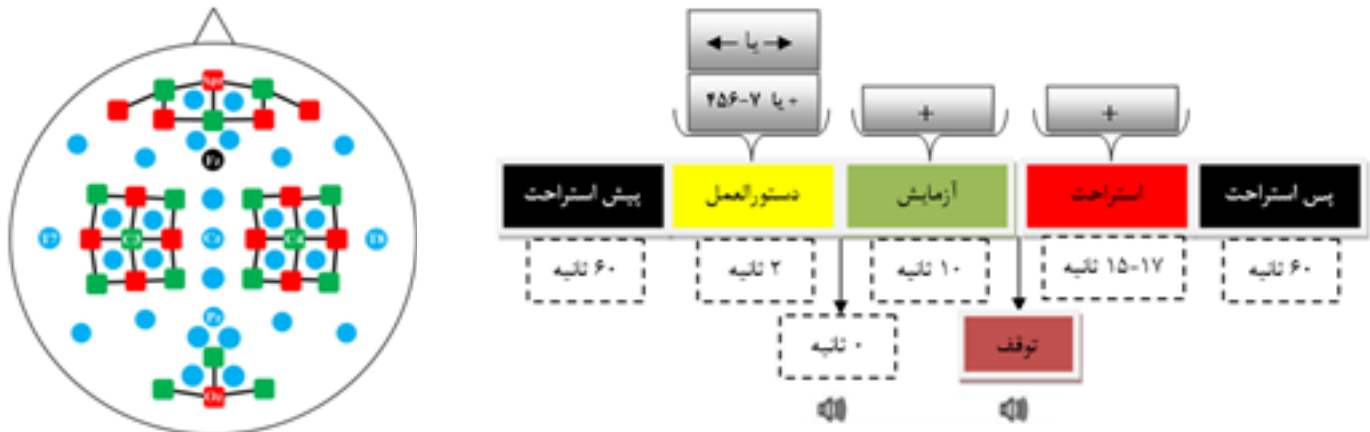 Fz
T7
C3
Cz
C4
T8
Pz
Oz
← یا →
+ یا ۴۵۶-۷
+
+
پیش استراحت
دستورالعمل
آزمایش
استراحت
پس استراحت
۶۰ ثانیه
۲ ثانیه
۱۰ ثانیه
۱۵-۱۷ ثانیه
۶۰ ثانیه
۰ ثانیه
توقف